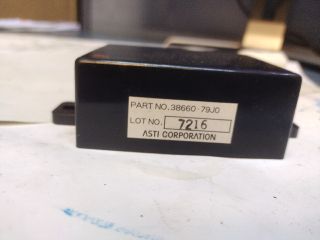 PART NO. 38660-79J0
LOT NO. 7216
ASTI CORPORATION